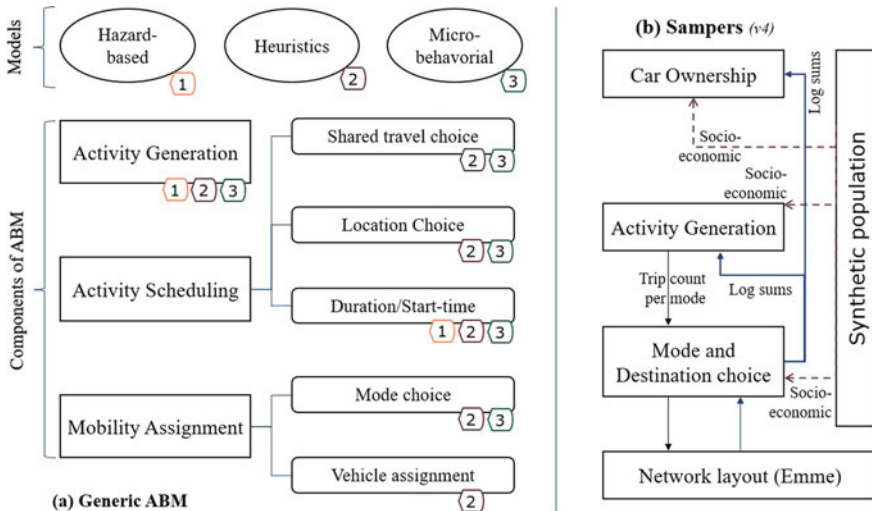 Models
Hazard-
based
1
Heuristics
2
Micro-
behavorial
3
Components of ABM
Activity Generation
1 2 3
Activity Scheduling
Mobility Assignment
Shared travel choice
2 3
Location Choice
2 3
Duration/Start-time
1 2 3
Mode choice
2 3
Vehicle assignment
2
(a) Generic ABM
(b) Sampers (v4)
Car Ownership
Log sums
Socio-
economic
Socio-
economic
Activity Generation
Trip count
per mode
Log sums
Mode and
Destination choice
Socio-
economic
Network layout (Emme)
Synthetic population